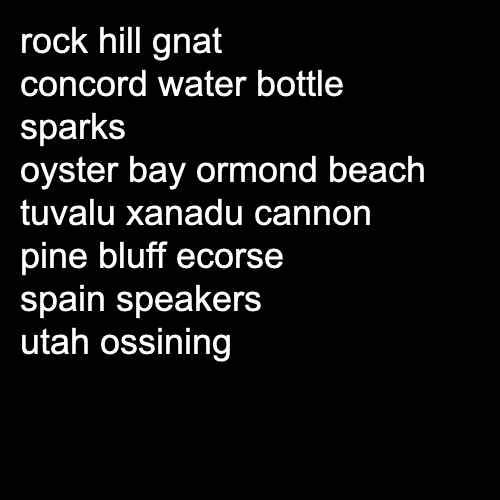 rock hill gnat
concord water bottle
sparks
oyster bay ormond beach
tuvalu xanadu cannon
pine bluff ecorse
spain speakers
utah ossining